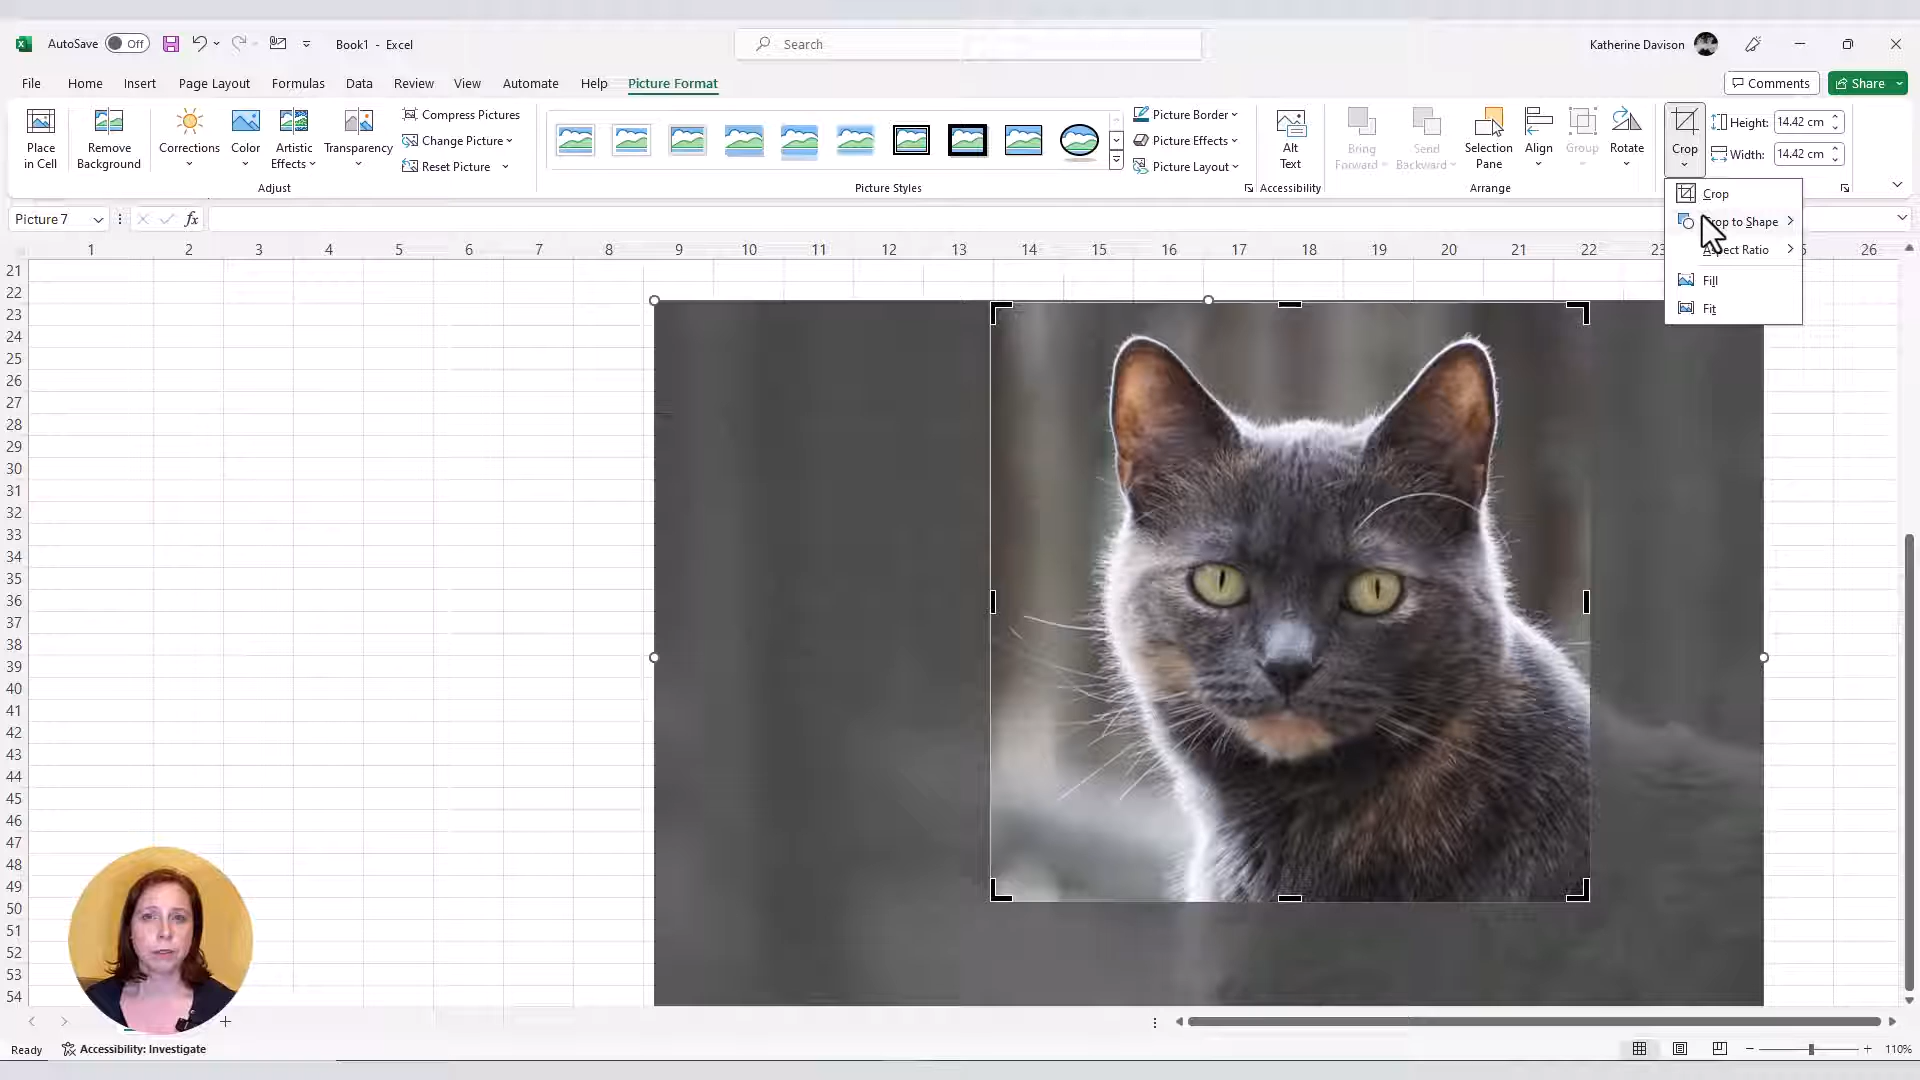 AutoSave Off Book1 - Excel Search Katherine Davison
File Home Insert Page Layout Formulas Data Review View Automate Help Picture Format Comments Share
Place in Cell
Remove Background
Corrections
Color
Artistic Effects
Transparency
Compress Pictures
Change Picture
Reset Picture
Adjust
Picture Styles
Picture Border
Picture Effects
Picture Layout
Alt Text
Accessibility
Bring Forward
Send Backward
Selection Pane
Align
Group
Rotate
Arrange
Crop
Height: 14.42 cm
Width: 14.42 cm
Crop
to Shape
Aspect Ratio
Fill
Fit
Picture 7 fx
1 2 3 4 5 6 7 8 9 10 11 12 13 14 15 16 17 18 19 20 21 22 26
21
22
23
24
25
26
27
28
29
30
31
32
33
34
35
36
37
38
39
40
41
42
43
44
45
46
47
48
49
50
51
52
53
54
Ready Accessibility: Investigate 110%